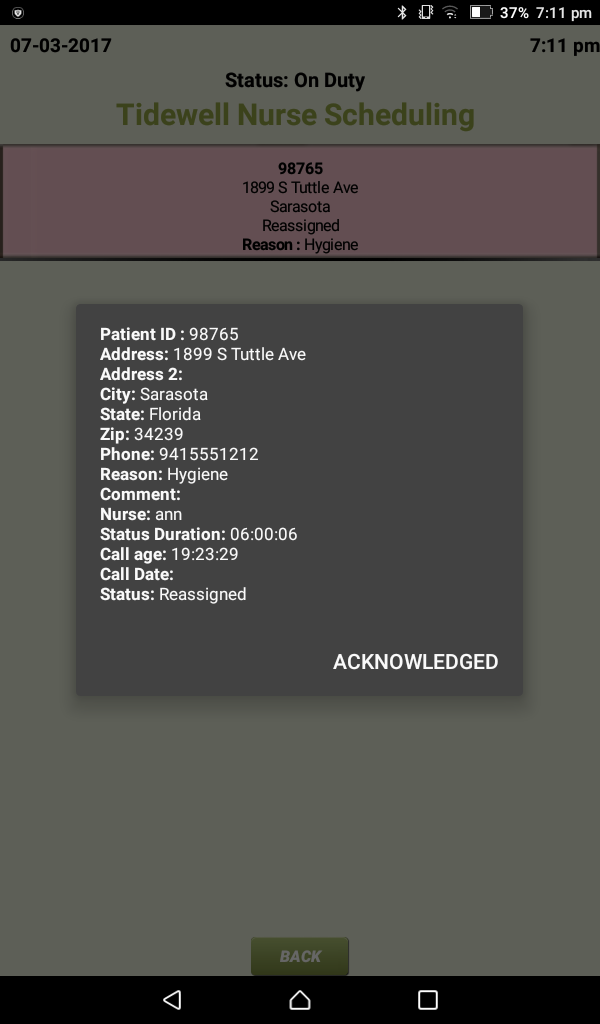 37% 7:11 pm
07-03-2017 7:11 pm
Status: On Duty
Tidewell Nurse Scheduling
98765
1899 S Tuttle Ave
Sarasota
Reassigned
Reason : Hygiene
Patient ID : 98765
Address: 1899 S Tuttle Ave
Address 2:
City: Sarasota
State: Florida
Zip: 34239
Phone: 9415551212
Reason: Hygiene
Comment:
Nurse: ann
Status Duration: 06:00:06
Call age: 19:23:29
Call Date:
Status: Reassigned
ACKNOWLEDGED
BACK